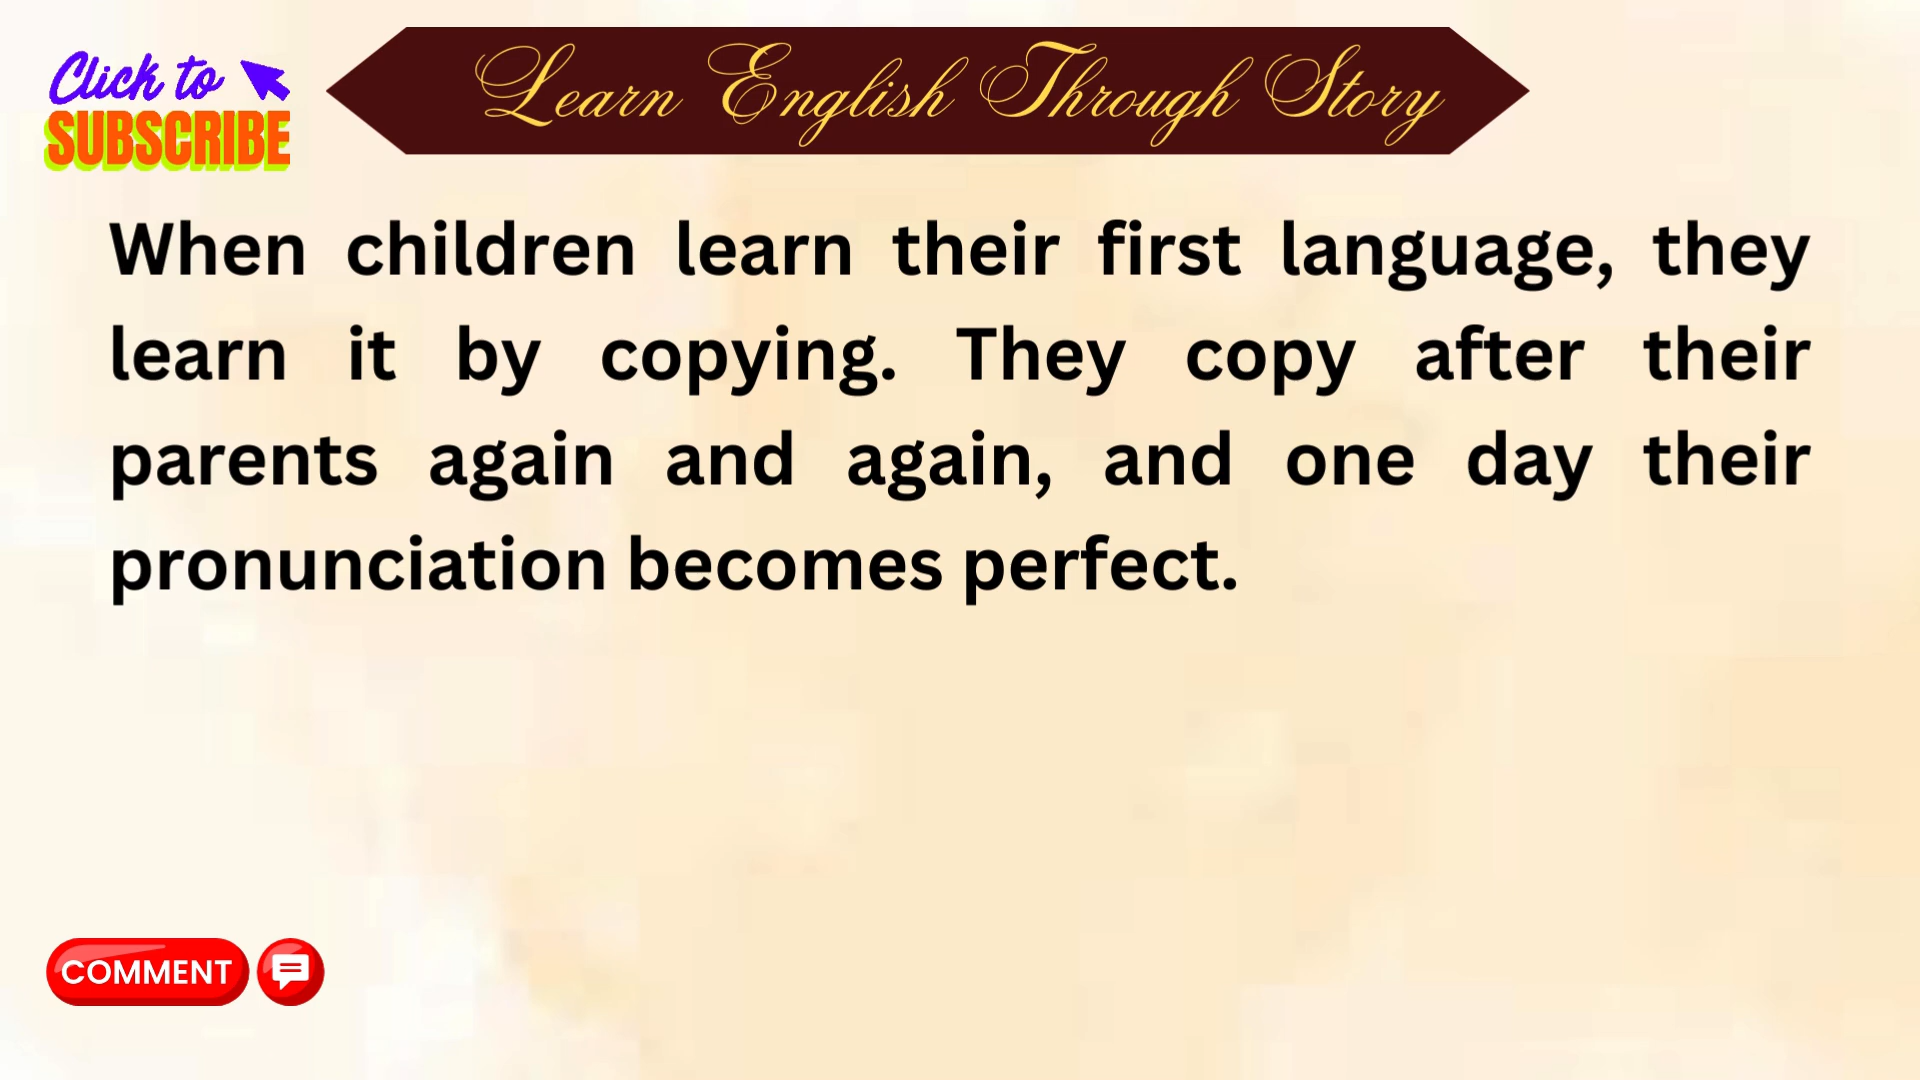 Click to
SUBSCRIBE
Learn English Through Story
When children learn their first language, they
learn it by copying. They copy after their
parents again and again, and one day their
pronunciation becomes perfect.
COMMENT